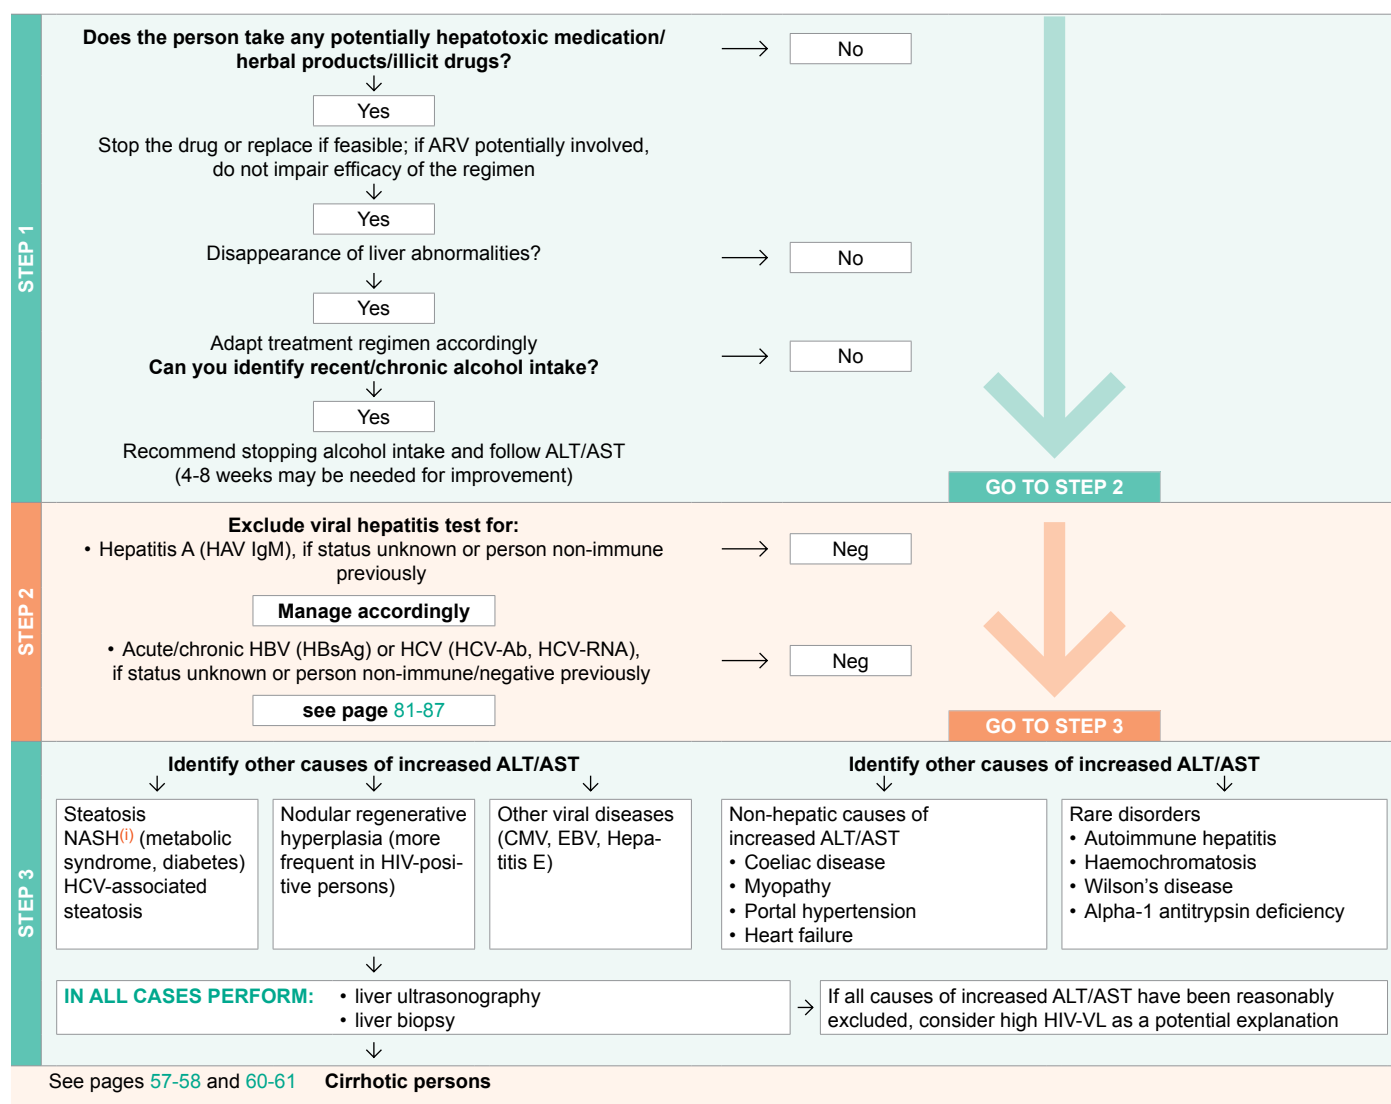 STEP 1
Does the person take any potentially hepatotoxic medication/
herbal products/illicit drugs?
No
Yes
Stop the drug or replace if feasible; if ARV potentially involved,
do not impair efficacy of the regimen
Yes
Disappearance of liver abnormalities?
No
Yes
Adapt treatment regimen accordingly
Can you identify recent/chronic alcohol intake?
No
Yes
Recommend stopping alcohol intake and follow ALT/AST
(4-8 weeks may be needed for improvement)
GO TO STEP 2
STEP 2
Exclude viral hepatitis test for:
• Hepatitis A (HAV IgM), if status unknown or person non-immune
previously
Neg
Manage accordingly
• Acute/chronic HBV (HBsAg) or HCV (HCV-Ab, HCV-RNA),
if status unknown or person non-immune/negative previously
Neg
see page 81-87
GO TO STEP 3
STEP 3
Identify other causes of increased ALT/AST
Steatosis
NASH(i) (metabolic
syndrome, diabetes)
HCV-associated
steatosis
Nodular regenerative
hyperplasia (more
frequent in HIV-posi-
tive persons)
Other viral diseases
(CMV, EBV, Hepa-
titis E)
Identify other causes of increased ALT/AST
Non-hepatic causes of
increased ALT/AST
• Coeliac disease
• Myopathy
• Portal hypertension
• Heart failure
Rare disorders
• Autoimmune hepatitis
• Haemochromatosis
• Wilson's disease
• Alpha-1 antitrypsin deficiency
IN ALL CASES PERFORM:
• liver ultrasonography
• liver biopsy
If all causes of increased ALT/AST have been reasonably
excluded, consider high HIV-VL as a potential explanation
See pages 57-58 and 60-61 Cirrhotic persons